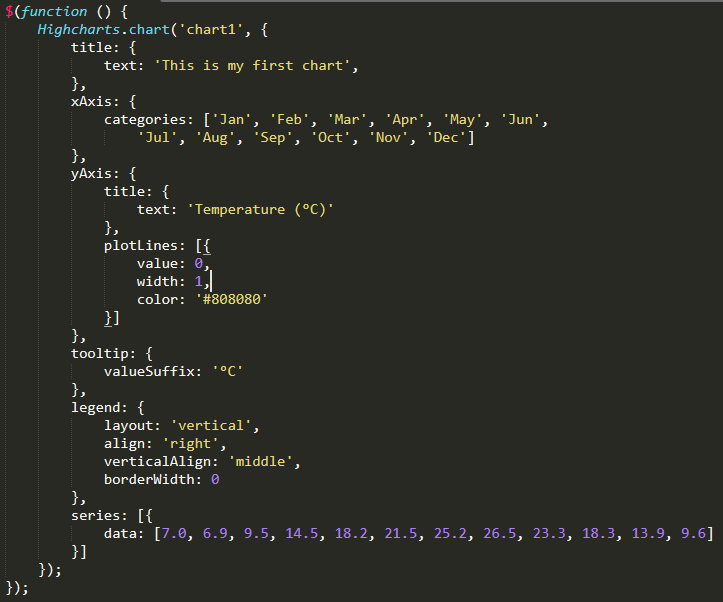 $(function () {
    Highcharts.chart('chart1', {
        title: {
            text: 'This is my first chart',
        },
        xAxis: {
            categories: ['Jan', 'Feb', 'Mar', 'Apr', 'May', 'Jun',
                'Jul', 'Aug', 'Sep', 'Oct', 'Nov', 'Dec']
        },
        yAxis: {
            title: {
                text: 'Temperature (°C)'
            },
            plotLines: [{
                value: 0,
                width: 1,
                color: '#808080'
            }]
        },
        tooltip: {
            valueSuffix: '°C'
        },
        legend: {
            layout: 'vertical',
            align: 'right',
            verticalAlign: 'middle',
            borderWidth: 0
        },
        series: [{
            data: [7.0, 6.9, 9.5, 14.5, 18.2, 21.5, 25.2, 26.5, 23.3, 18.3, 13.9, 9.6]
        }]
    });
});